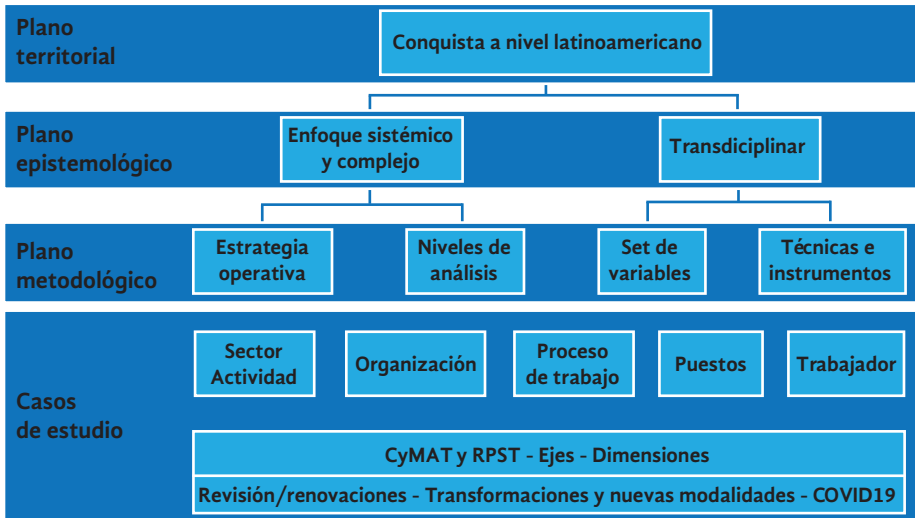 Plano
territorial
Conquista a nivel latinoamericano
Plano
epistemológico
Enfoque sistémico
y complejo
Transdiciplinar
Plano
metodológico
Estrategia
operativa
Niveles de
análisis
Set de
variables
Técnicas e
instrumentos
Casos
de estudio
Sector
Actividad
Organización
Proceso
de trabajo
Puestos
Trabajador
CyMAT y RPST - Ejes - Dimensiones
Revisión/renovaciones - Transformaciones y nuevas modalidades - COVID19